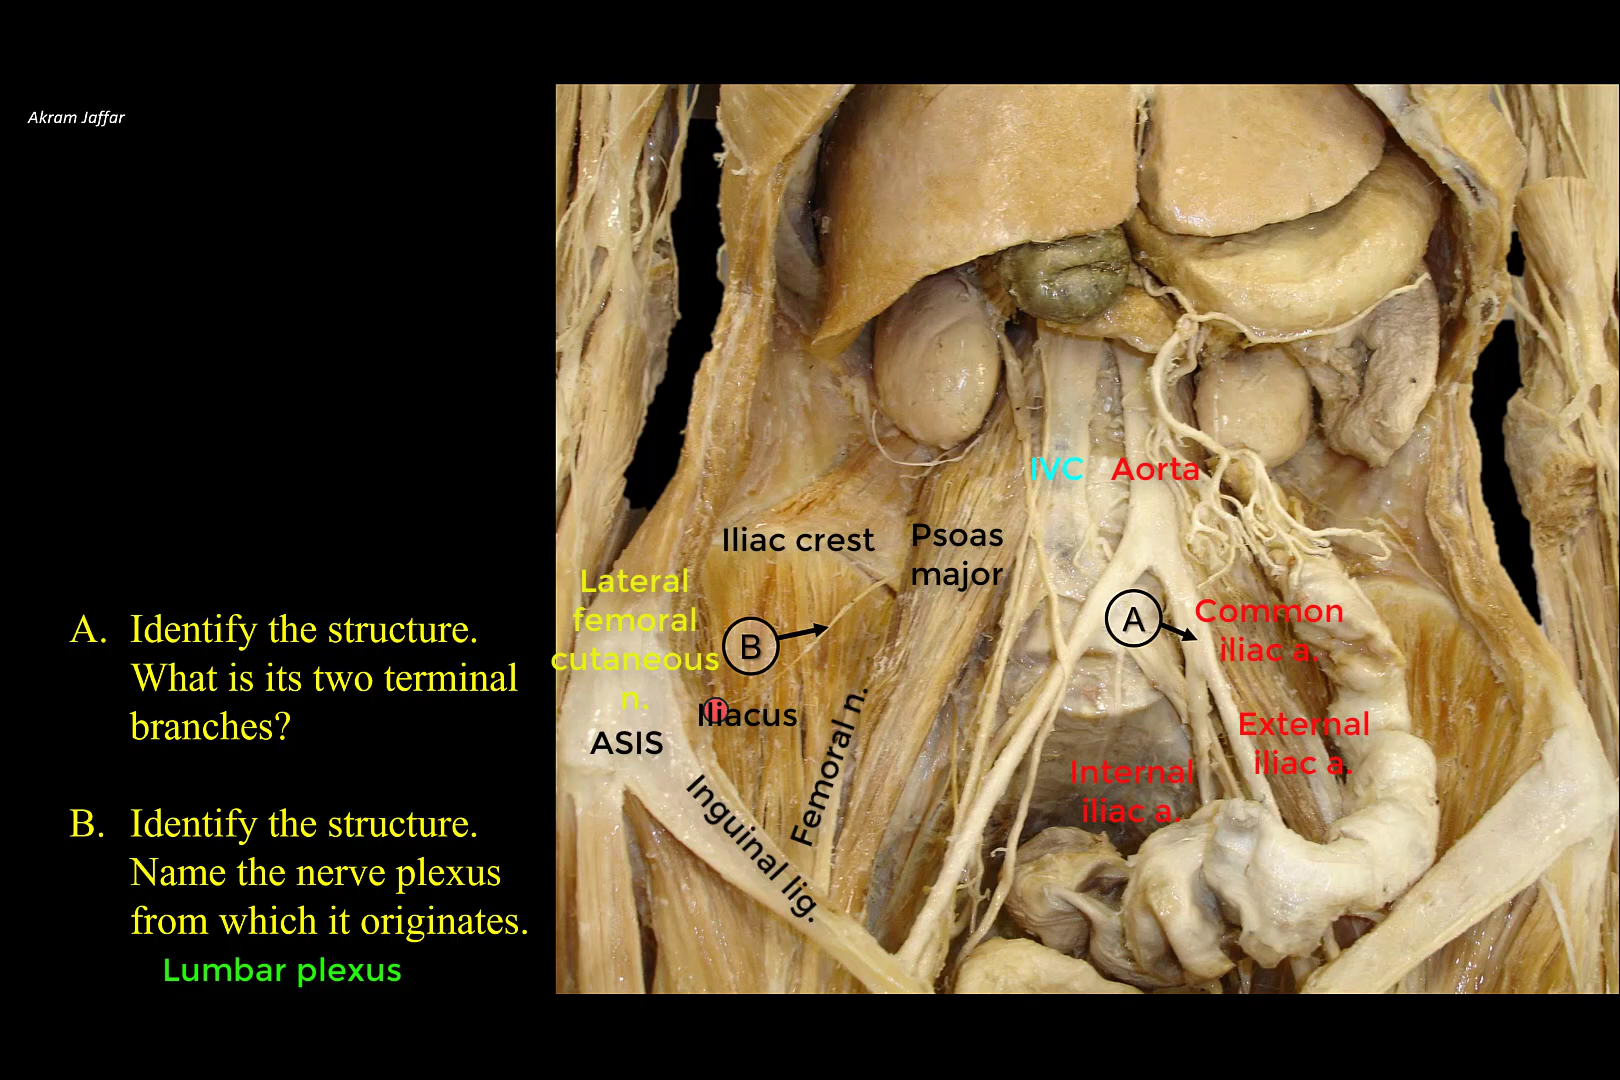 Akram Jaffar
A. Identify the structure.
What is its two terminal
branches?
B. Identify the structure.
Name the nerve plexus
from which it originates.
Lumbar plexus
IVC
Aorta
Iliac crest
Psoas
major
Lateral
femoral
cutaneous
n.
B
A
Common
iliac a.
Iliacus
ASIS
External
iliac a.
Internal
iliac a.
Femoral n.
Inguinal lig.